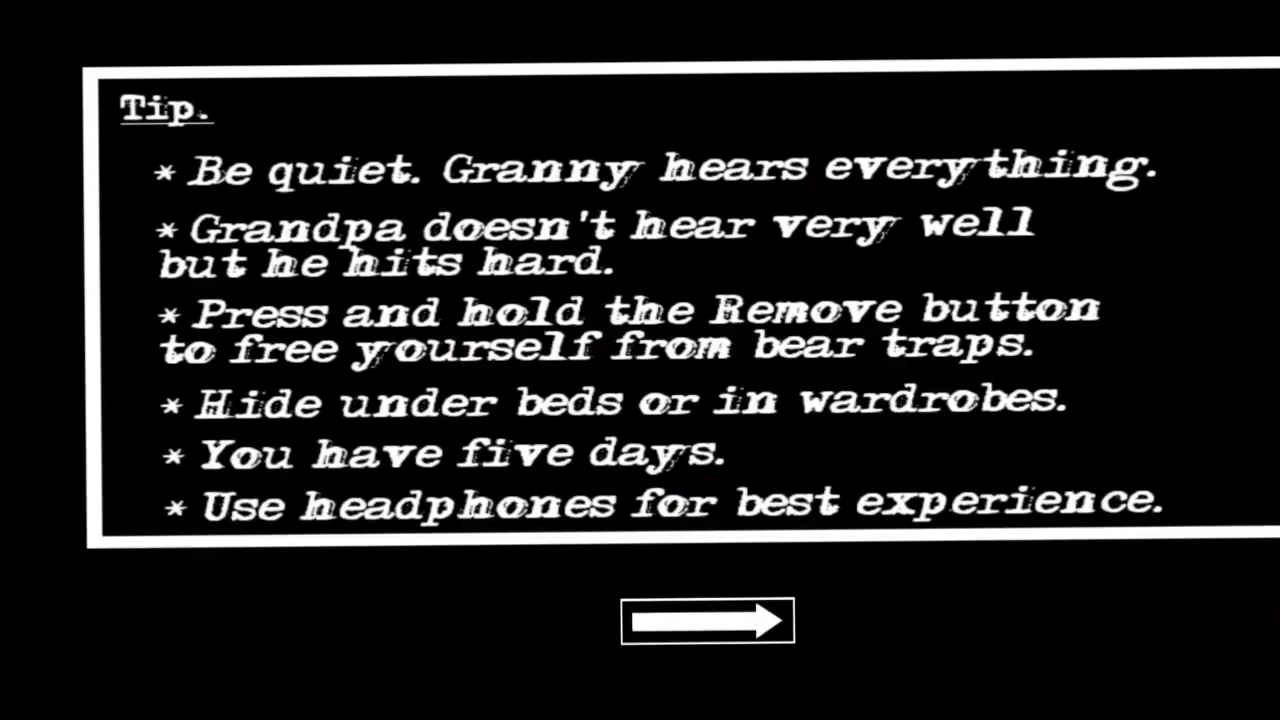 Tip.
* Be quiet. Granny hears everything.
* Grandpa doesn't hear very well
but he hits hard.
* Press and hold the Remove button
to free yourself from bear traps.
* Hide under beds or in wardrobes.
* You have five days.
* Use headphones for best experience.